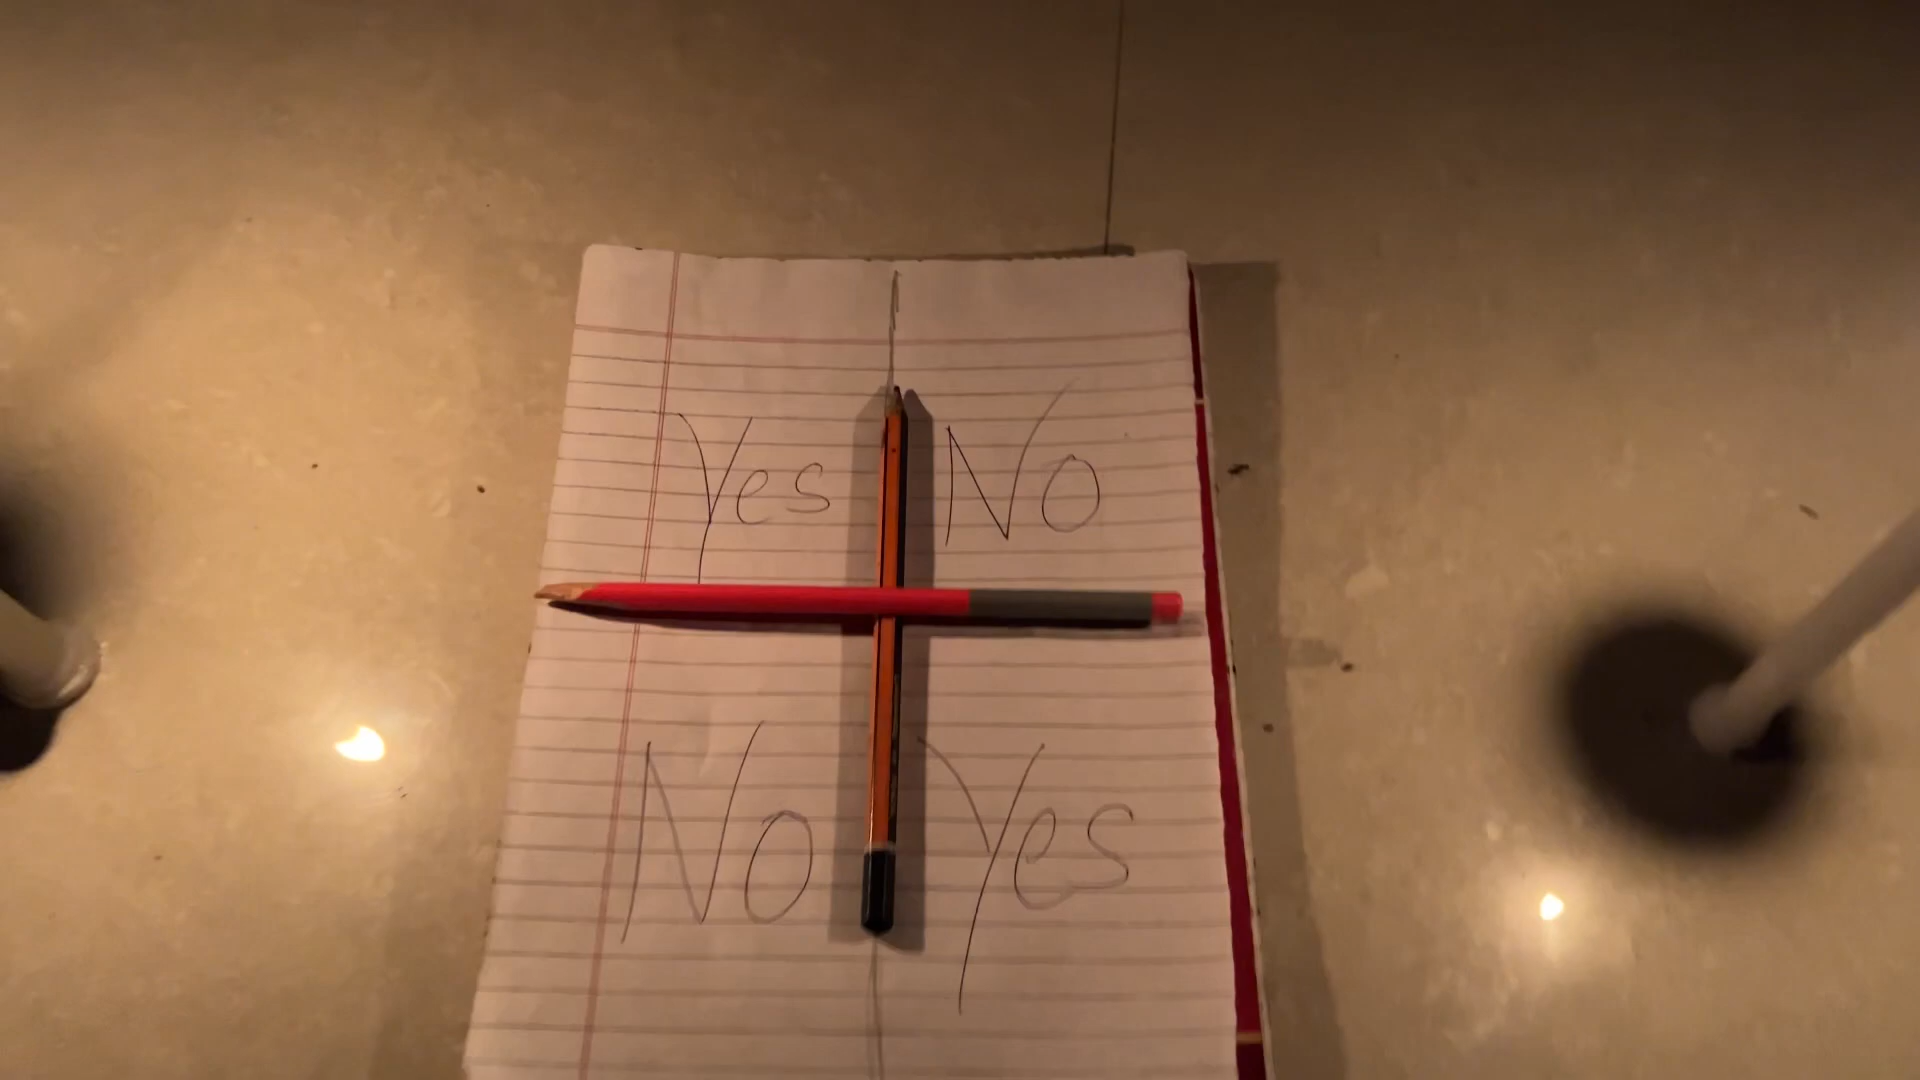 Yes No
No Yes